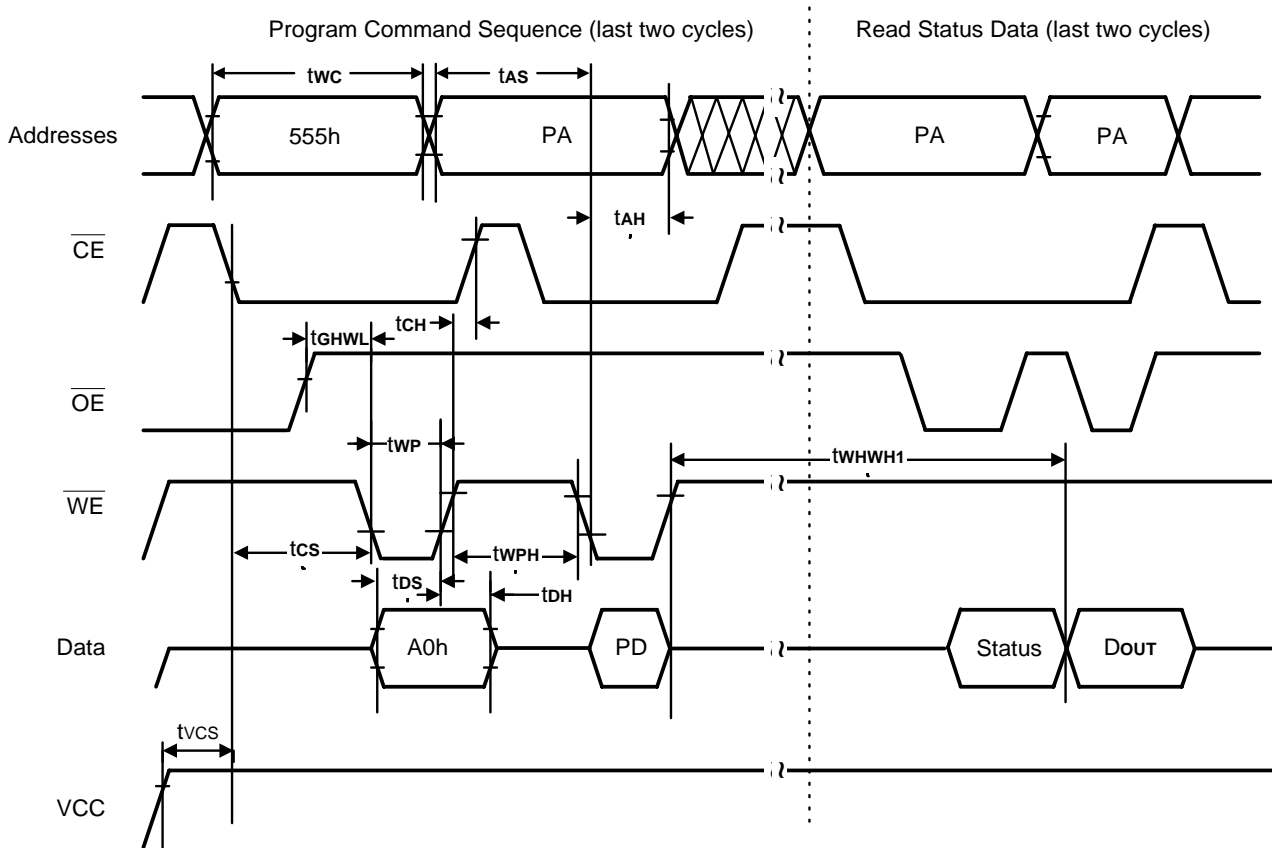 Program Command Sequence (last two cycles) Read Status Data (last two cycles)
tWC tAS
Addresses 555h PA PA PA
tAH
CE
tGHWL tCH
OE
tWP tWHWH1
WE
tCS tWPH
tDS tDH
Data A0h PD Status DOUT
tVCS
VCC